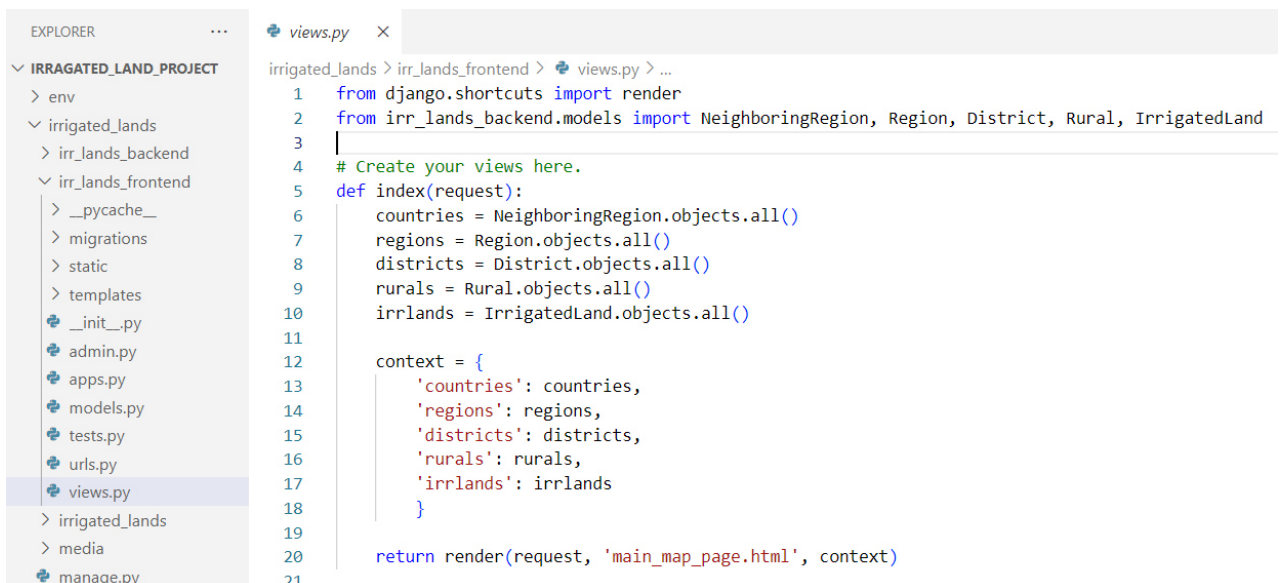 EXPLORER ...
IRRAGATED_LAND_PROJECT
env
irrigated_lands
irr_lands_backend
irr_lands_frontend
__pycache__
migrations
static
templates
__init__.py
admin.py
apps.py
models.py
tests.py
urls.py
views.py
irrigated_lands
media
manage.py
views.py
irrigated_lands > irr_lands_frontend > views.py > ...
1 from django.shortcuts import render
2 from irr_lands_backend.models import NeighboringRegion, Region, District, Rural, IrrigatedLand
3
4 # Create your views here.
5 def index(request):
6     countries = NeighboringRegion.objects.all()
7     regions = Region.objects.all()
8     districts = District.objects.all()
9     rurals = Rural.objects.all()
10     irrlands = IrrigatedLand.objects.all()
11
12     context = {
13         'countries': countries,
14         'regions': regions,
15         'districts': districts,
16         'rurals': rurals,
17         'irrlands': irrlands
18         }
19
20     return render(request, 'main_map_page.html', context)
21